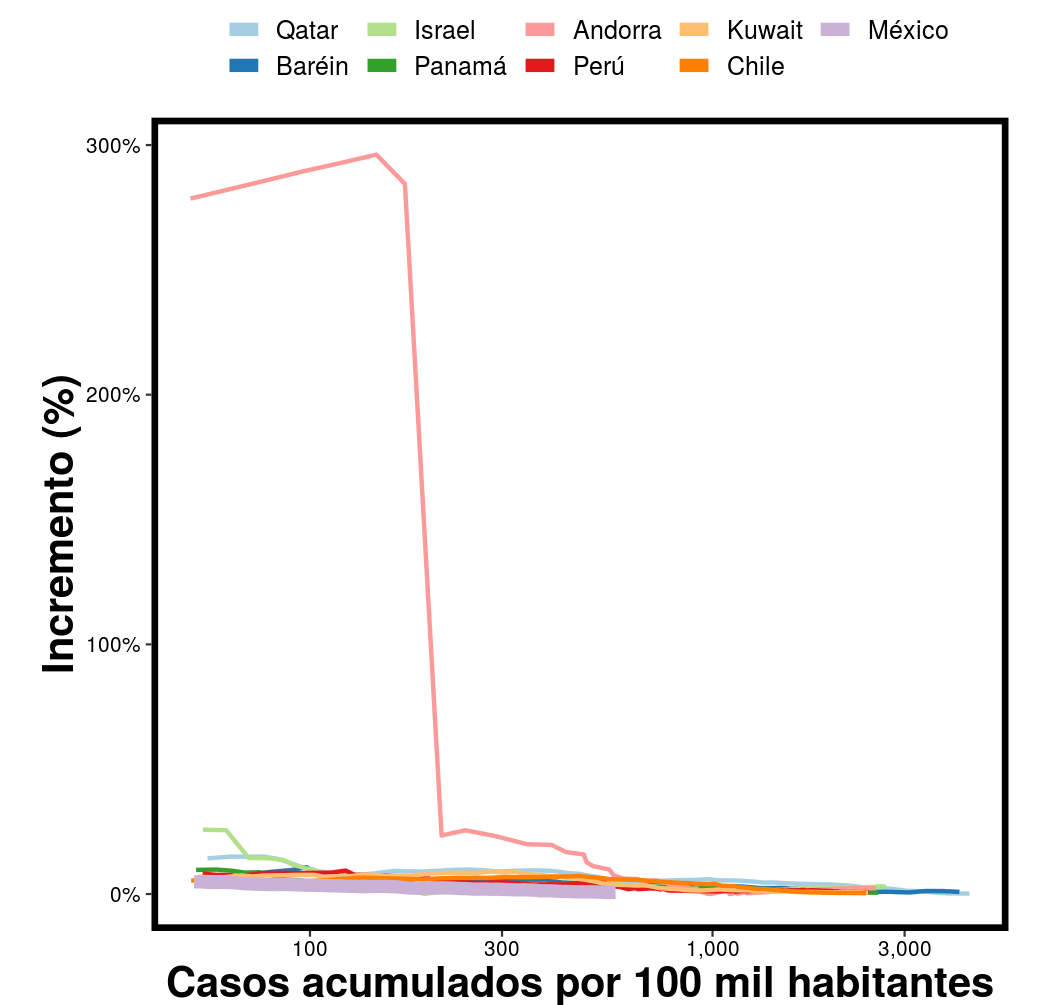 Qatar Israel Andorra Kuwait México
Baréin Panamá Perú Chile
300%
200%
100%
0%
Incremento (%)
100 300 1,000 3,000
Casos acumulados por 100 mil habitantes